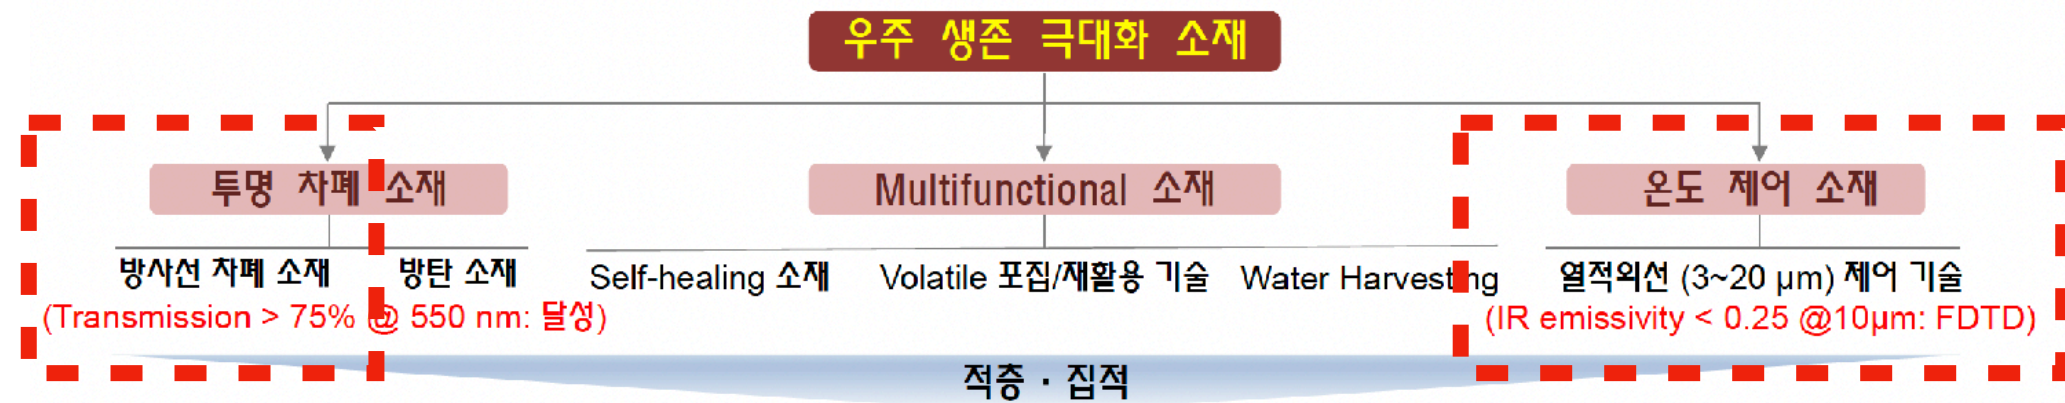 우주 생존 극대화 소재
투명 차폐 소재
Multifunctional 소재
온도 제어 소재
방사선 차폐 소재
방탄 소재
Self-healing 소재
Volatile 포집/재활용 기술
Water Harvesting
열적외선 (3~20 μm) 제어 기술
(Transmission > 75% @ 550 nm: 달성)
(IR emissivity < 0.25 @10μm: FDTD)
적층 · 집적